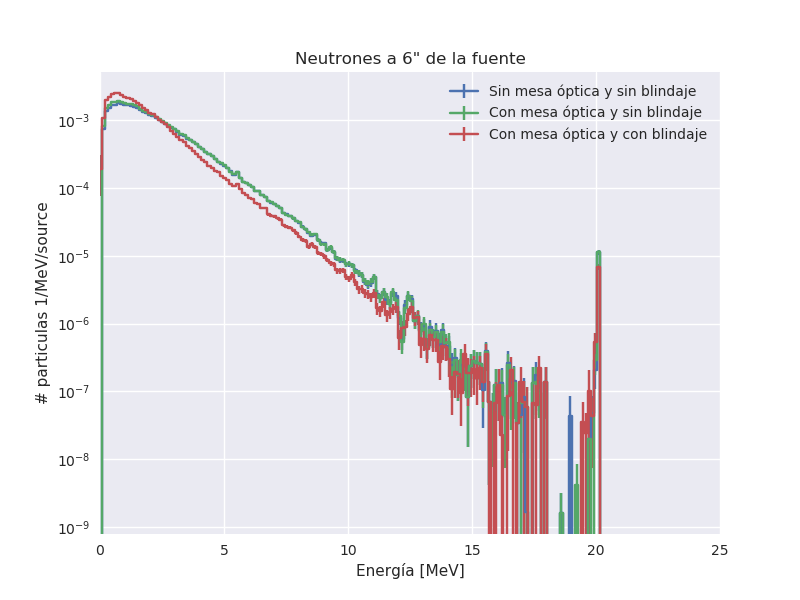 Neutrones a 6" de la fuente
Sin mesa óptica y sin blindaje
Con mesa óptica y sin blindaje
Con mesa óptica y con blindaje
# particulas 1/MeV/source
10⁻³
10⁻⁴
10⁻⁵
10⁻⁶
10⁻⁷
10⁻⁸
10⁻⁹
0 5 10 15 20 25
Energía [MeV]